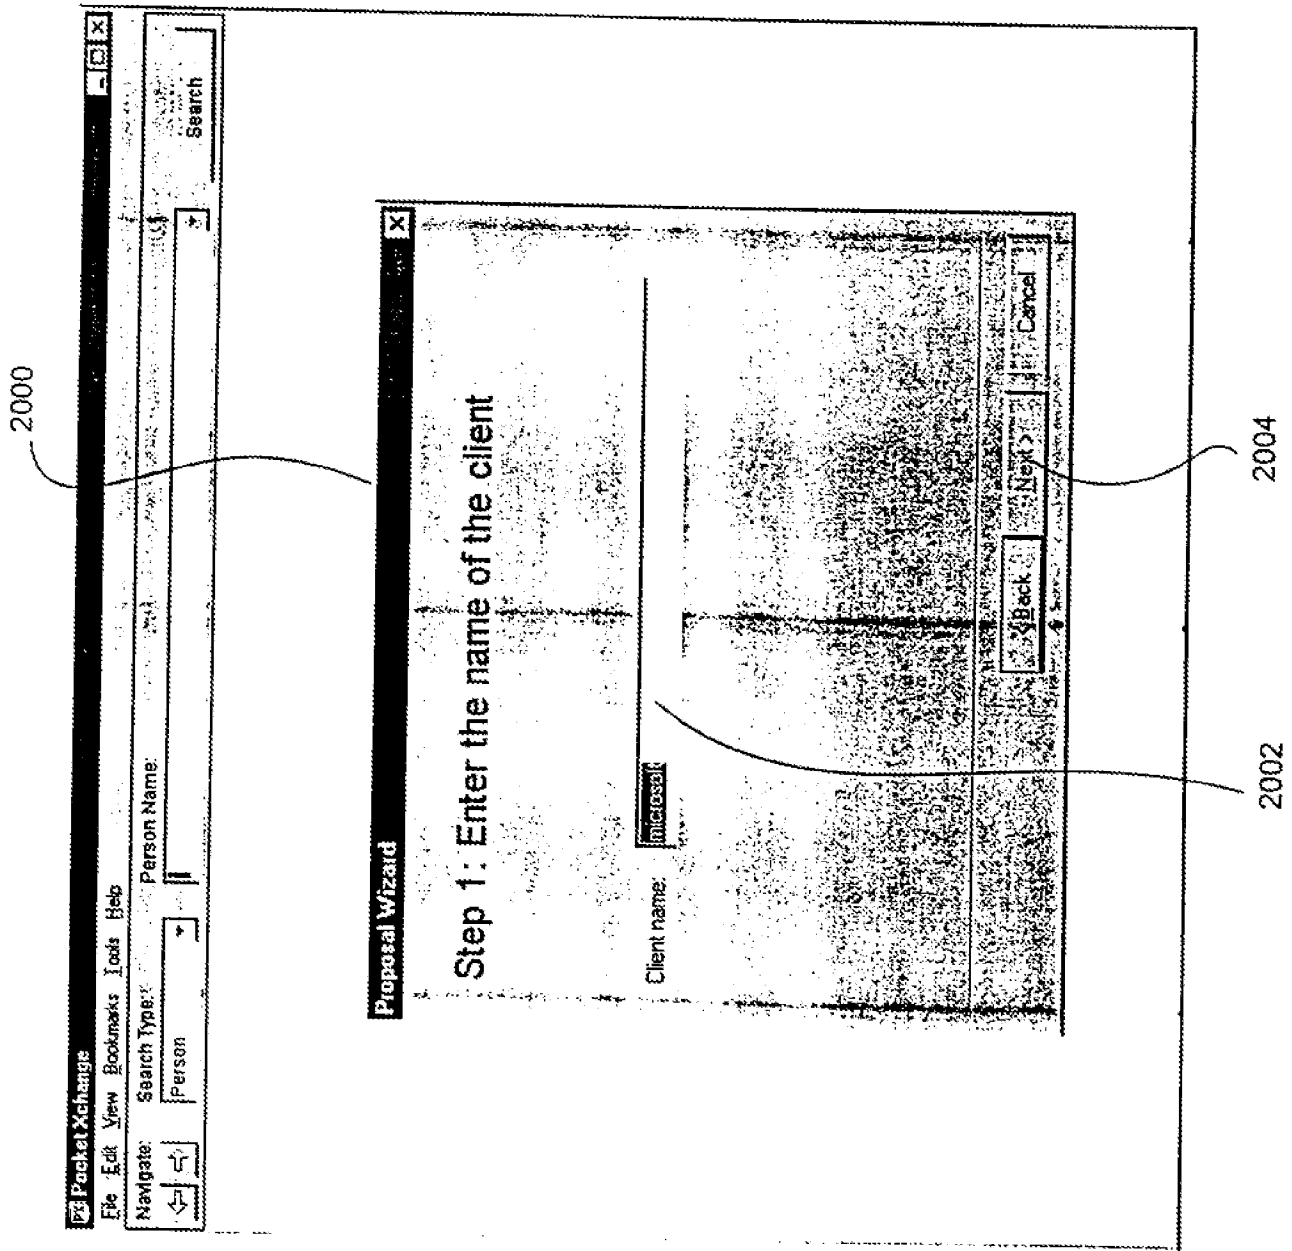 2000
Packet Xchange
File Edit View Bookmarks Tools Help
Navigate: Search Type: Person Name:
Person
Search
Proposal Wizard
Step 1: Enter the name of the client
Client name: microsoft
< Back Next > Cancel
2002
2004